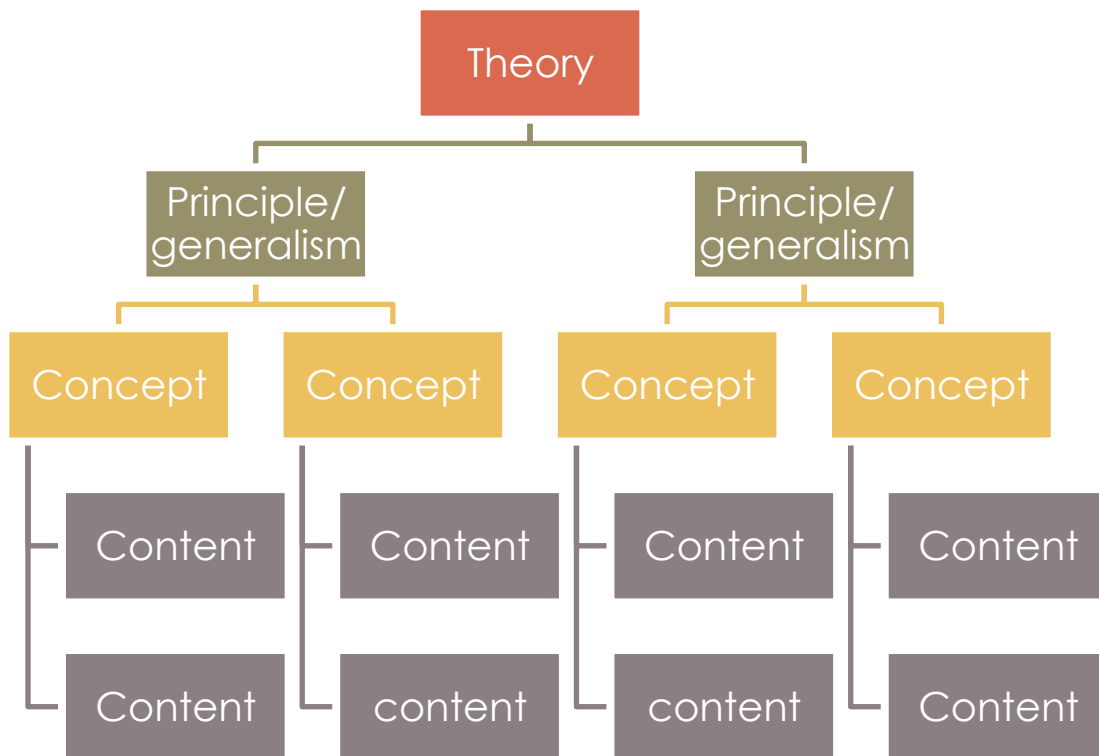 Theory
Principle/
generalism
Principle/
generalism
Concept
Concept
Concept
Concept
Content
Content
Content
Content
Content
content
content
Content